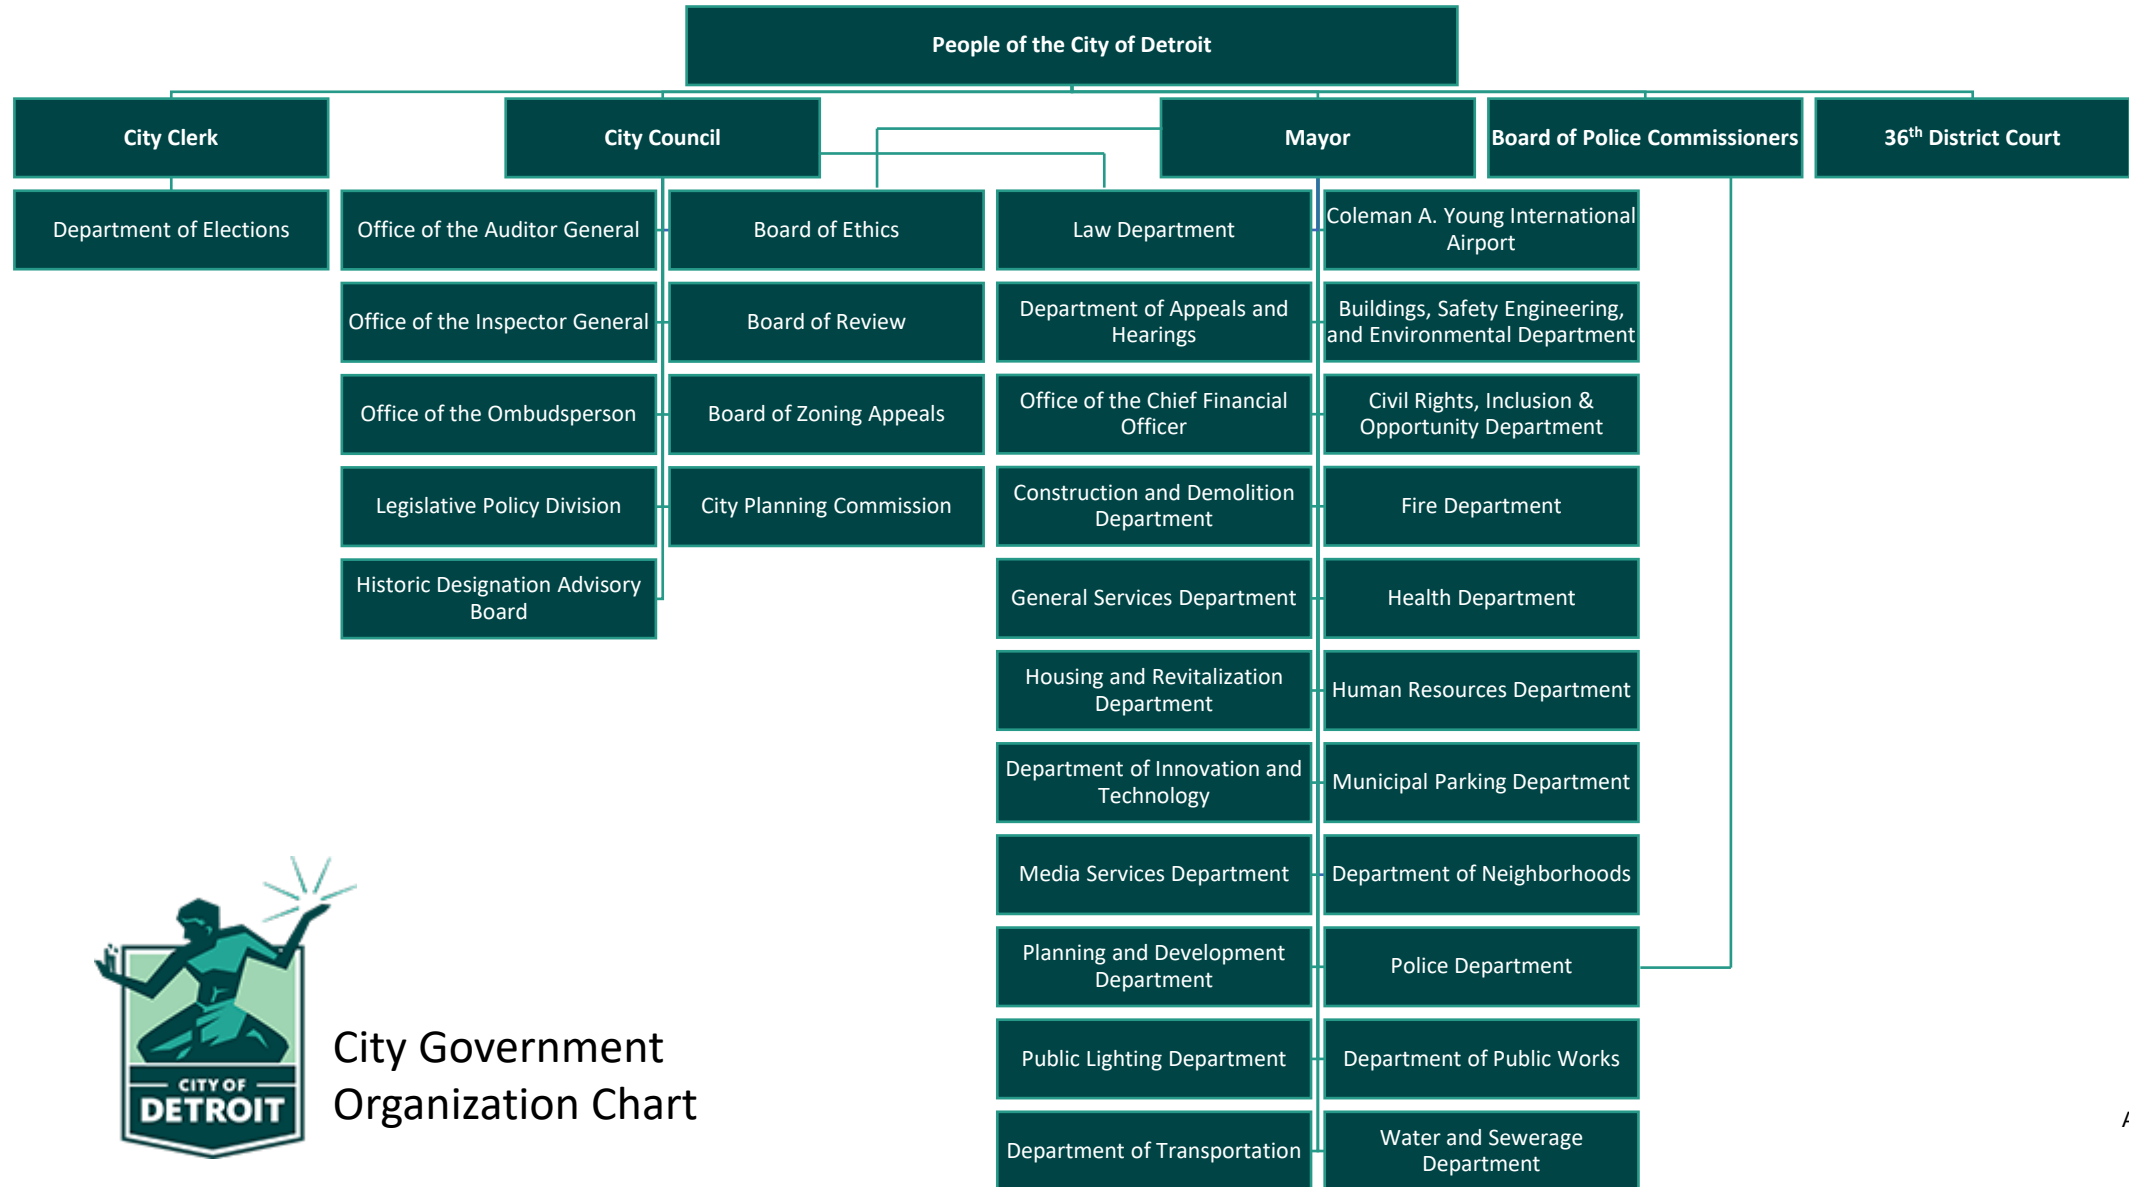 People of the City of Detroit
City Clerk
City Council
Mayor
Board of Police Commissioners
36th District Court
Department of Elections
Office of the Auditor General
Board of Ethics
Law Department
Coleman A. Young International
Airport
Office of the Inspector General
Board of Review
Department of Appeals and
Hearings
Buildings, Safety Engineering,
and Environmental Department
Office of the Ombudsperson
Board of Zoning Appeals
Office of the Chief Financial
Officer
Civil Rights, Inclusion &
Opportunity Department
Legislative Policy Division
City Planning Commission
Construction and Demolition
Department
Fire Department
Historic Designation Advisory
Board
General Services Department
Health Department
Housing and Revitalization
Department
Human Resources Department
Department of Innovation and
Technology
Municipal Parking Department
Media Services Department
Department of Neighborhoods
Planning and Development
Department
Police Department
Public Lighting Department
Department of Public Works
Department of Transportation
Water and Sewerage
Department
CITY OF
DETROIT
City Government
Organization Chart